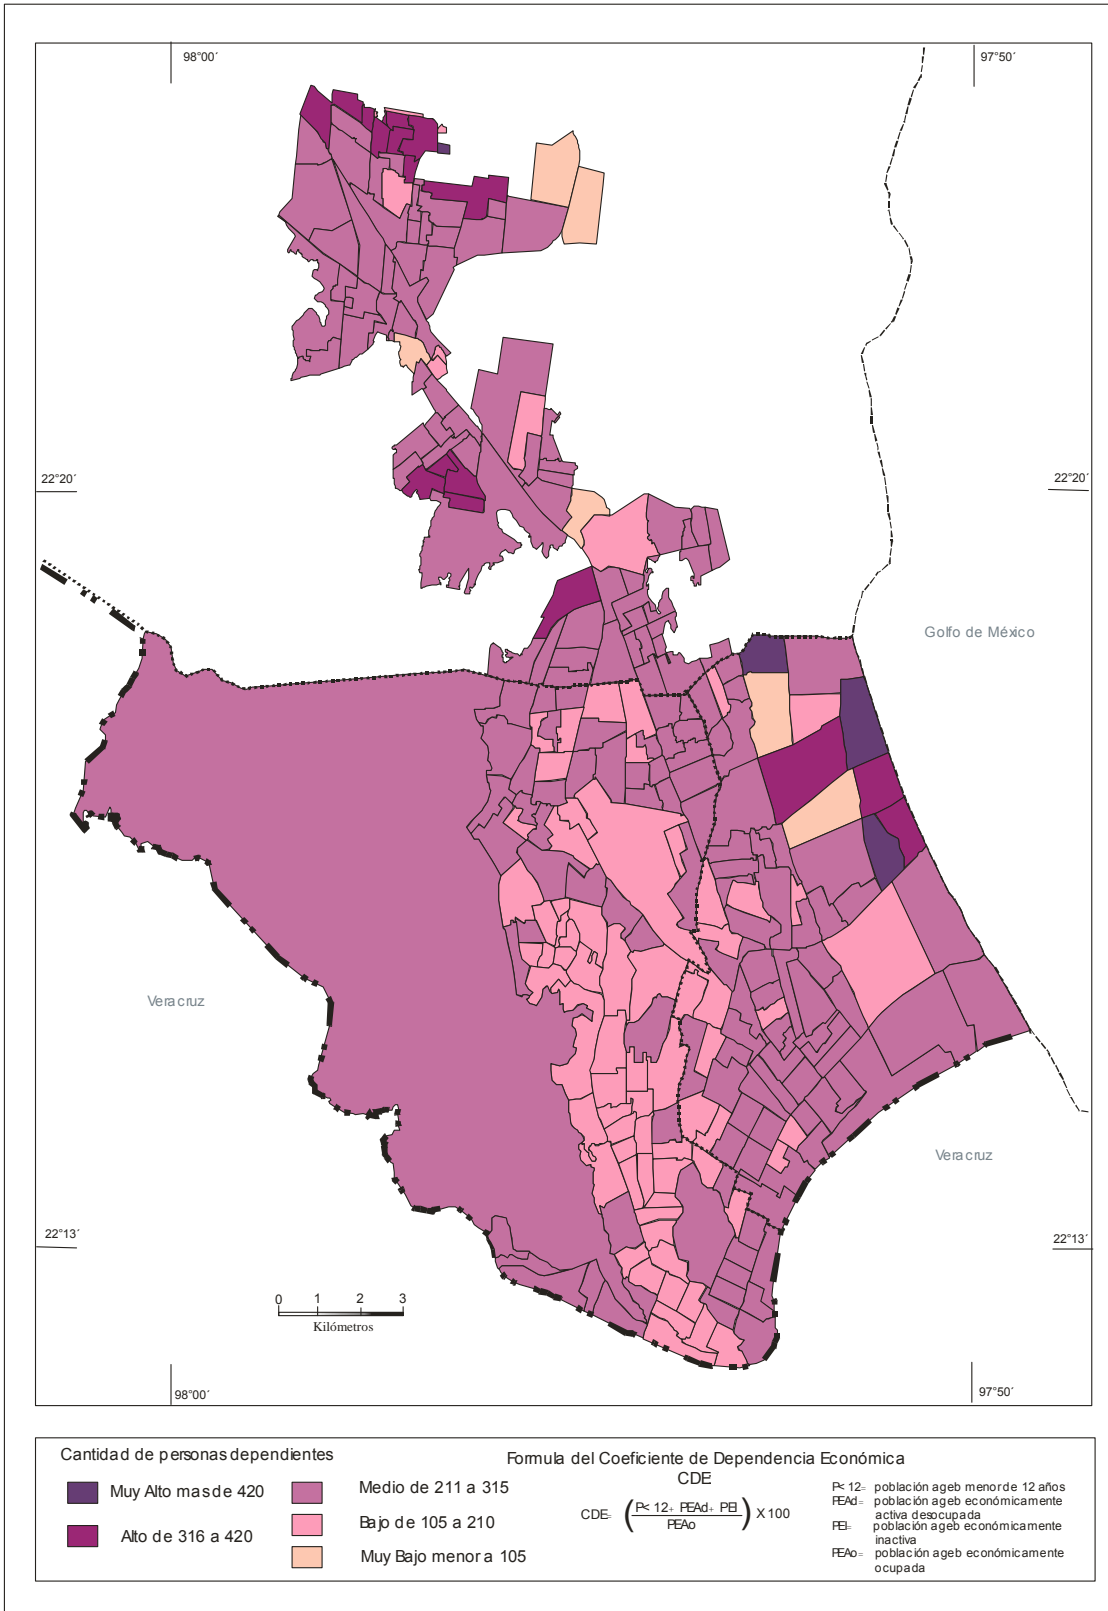 98°00´
97°50´
22°20´
22°20´
Golfo de México
Veracruz
Veracruz
22°13´
22°13´
0 1 2 3
Kilómetros
98°00´
97°50´
Cantidad de personas dependientes
Muy Alto mas de 420
Alto de 316 a 420
Medio de 211 a 315
Bajo de 105 a 210
Muy Bajo menor a 105
Formula del Coeficiente de Dependencia Económica
CDE
CDE= (P< 12+ PEAd+ PEI / PEAo) X 100
P< 12= población ageb menor de 12 años
PEAd= población ageb económicamente
activa desocupada
PEI= población ageb económicamente
inactiva
PEAo= población ageb económicamente
ocupada